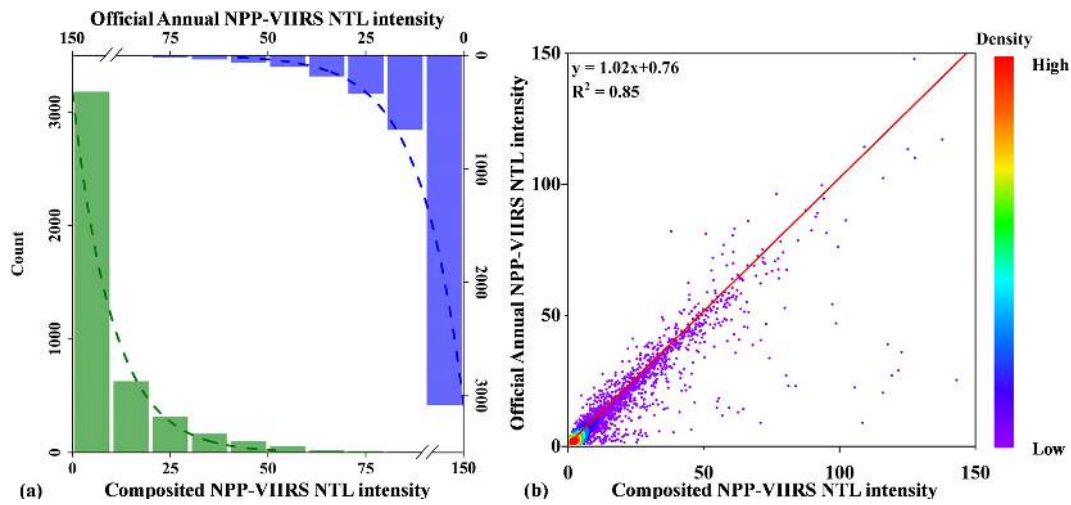 Official Annual NPP-VIIRS NTL intensity
150 75 50 25 0
0
1000
2000
3000
Count
3000
2000
1000
0
0 25 50 75 150
(a) Composited NPP-VIIRS NTL intensity
y = 1.02x+0.76
R² = 0.85
Official Annual NPP-VIIRS NTL intensity
150
100
50
0
0 50 100 150
(b) Composited NPP-VIIRS NTL intensity
Density
High
Low